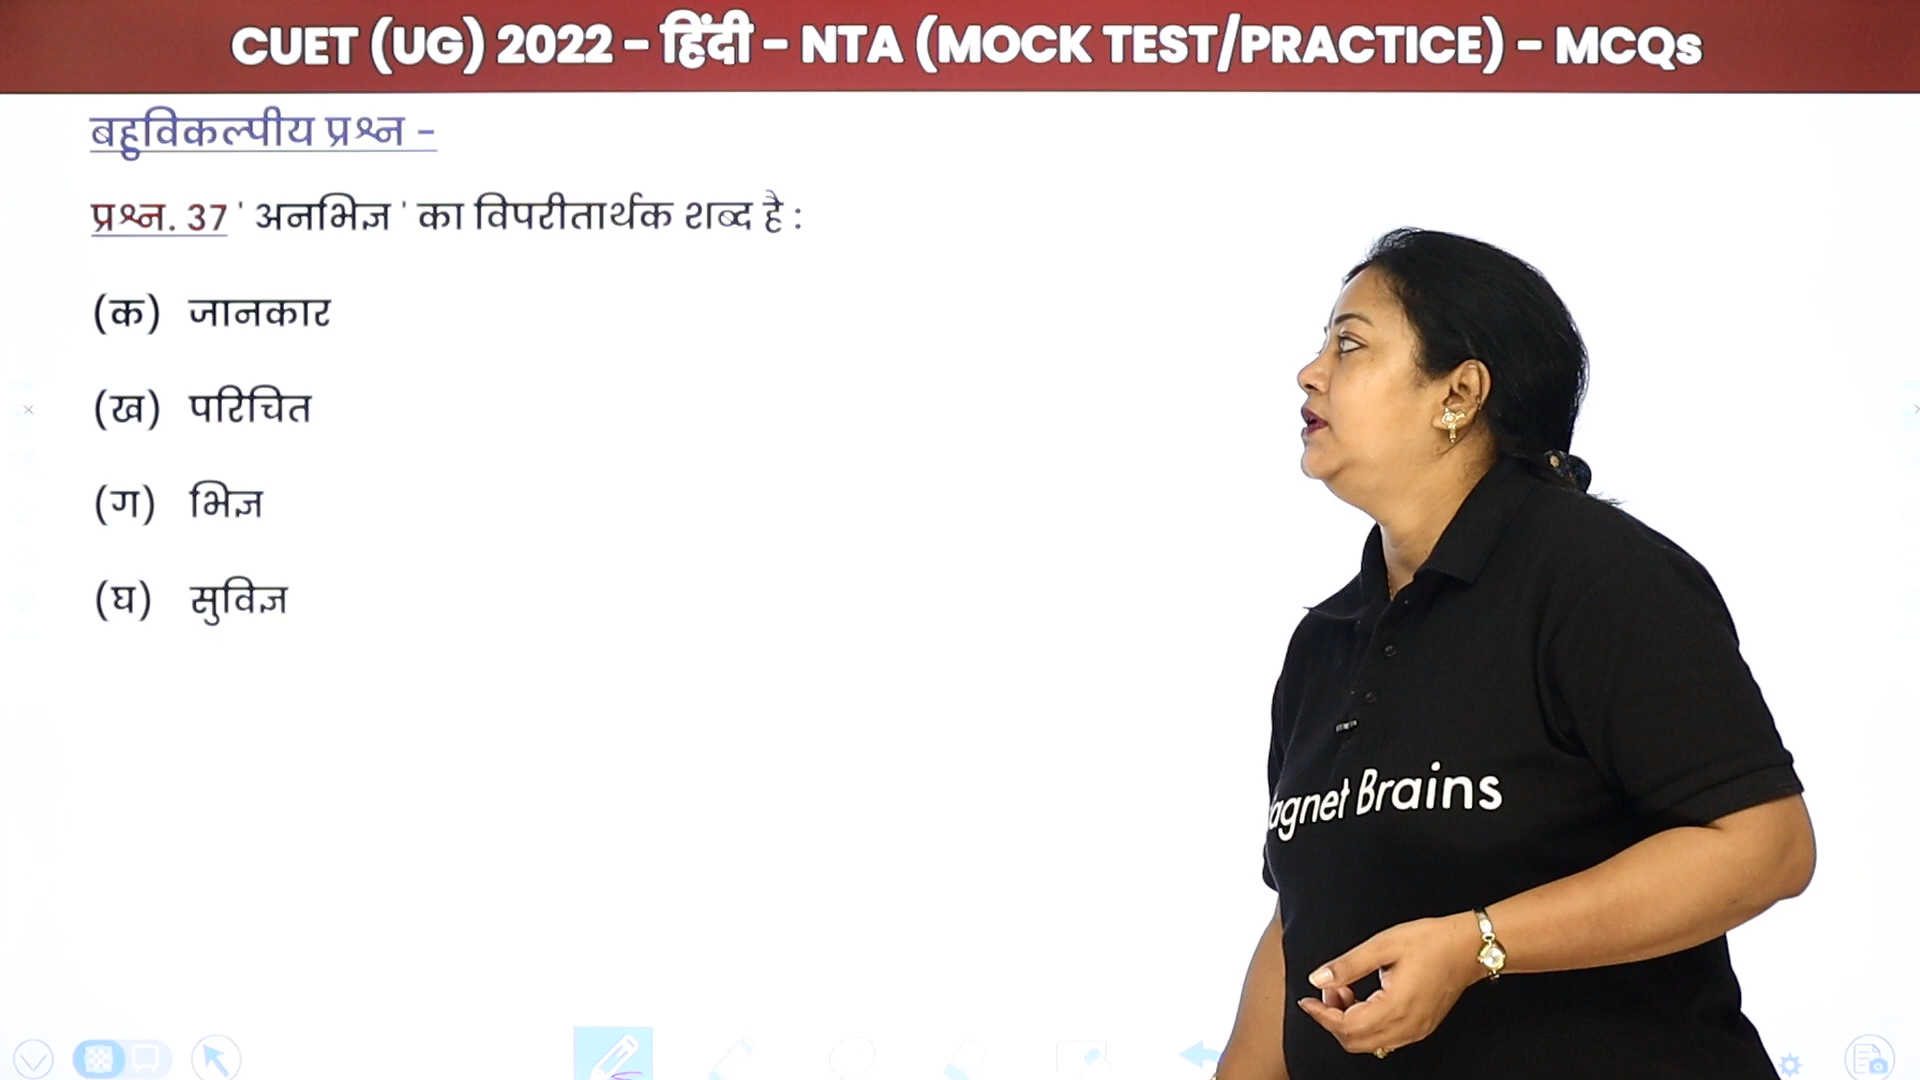 CUET (UG) 2022 – हिंदी – NTA (MOCK TEST/PRACTICE) – MCQs
बहुविकल्पीय प्रश्न –
प्रश्न. 37 ' अनभिज्ञ ' का विपरीतार्थक शब्द है :
(क) जानकार
(ख) परिचित
(ग) भिज्ञ
(घ) सुविज्ञ
agnet Brains